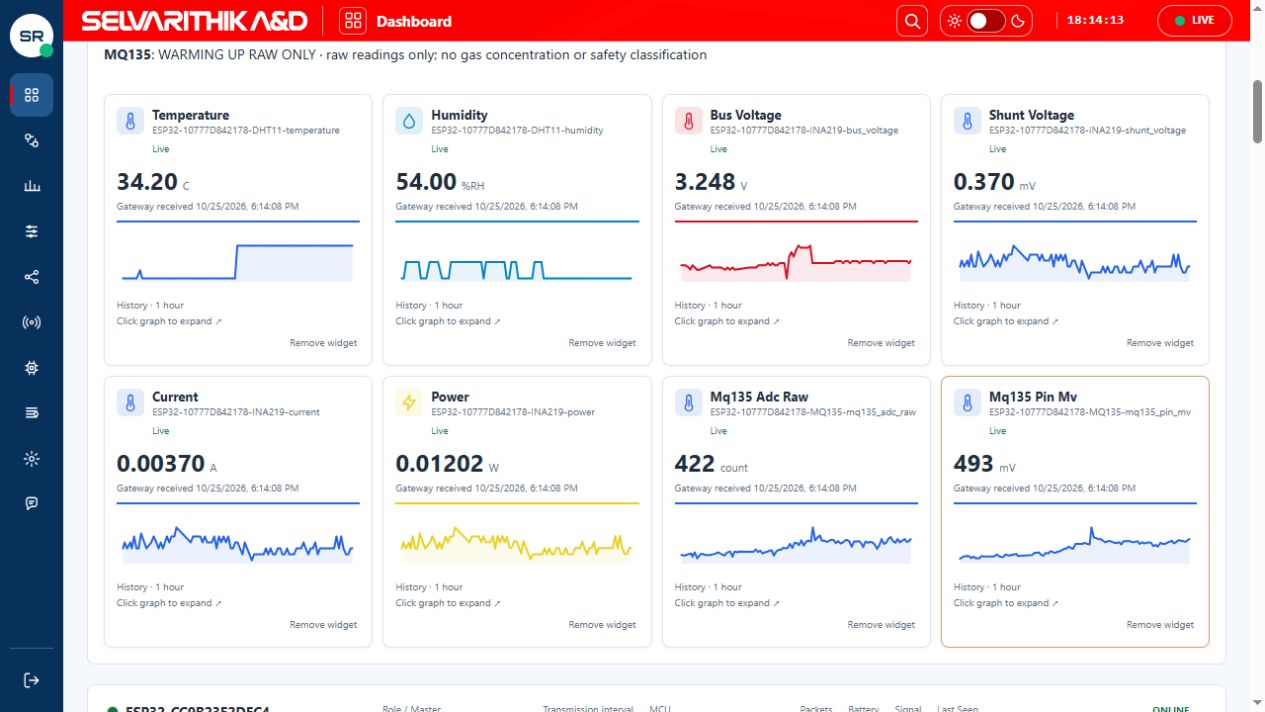 SR
SELVARITHIK A&D
Dashboard
18:14:13
LIVE
MQ135: WARMING UP RAW ONLY · raw readings only; no gas concentration or safety classification
Temperature
ESP32-10777D842178-DHT11-temperature
Live
34.20 C
Gateway received 10/25/2026, 6:14:08 PM
History · 1 hour
Click graph to expand ↗
Remove widget
Humidity
ESP32-10777D842178-DHT11-humidity
Live
54.00 %RH
Gateway received 10/25/2026, 6:14:08 PM
History · 1 hour
Click graph to expand ↗
Remove widget
Bus Voltage
ESP32-10777D842178-INA219-bus_voltage
Live
3.248 V
Gateway received 10/25/2026, 6:14:08 PM
History · 1 hour
Click graph to expand ↗
Remove widget
Shunt Voltage
ESP32-10777D842178-INA219-shunt_voltage
Live
0.370 mV
Gateway received 10/25/2026, 6:14:08 PM
History · 1 hour
Click graph to expand ↗
Remove widget
Current
ESP32-10777D842178-INA219-current
Live
0.00370 A
Gateway received 10/25/2026, 6:14:08 PM
History · 1 hour
Click graph to expand ↗
Remove widget
Power
ESP32-10777D842178-INA219-power
Live
0.01202 W
Gateway received 10/25/2026, 6:14:08 PM
History · 1 hour
Click graph to expand ↗
Remove widget
Mq135 Adc Raw
ESP32-10777D842178-MQ135-mq135_adc_raw
Live
422 count
Gateway received 10/25/2026, 6:14:08 PM
History · 1 hour
Click graph to expand ↗
Remove widget
Mq135 Pin Mv
ESP32-10777D842178-MQ135-mq135_pin_mv
Live
493 mV
Gateway received 10/25/2026, 6:14:08 PM
History · 1 hour
Click graph to expand ↗
Remove widget
Role / Master Transmission interval MCU Packets Battery Signal Last Seen ONLINE